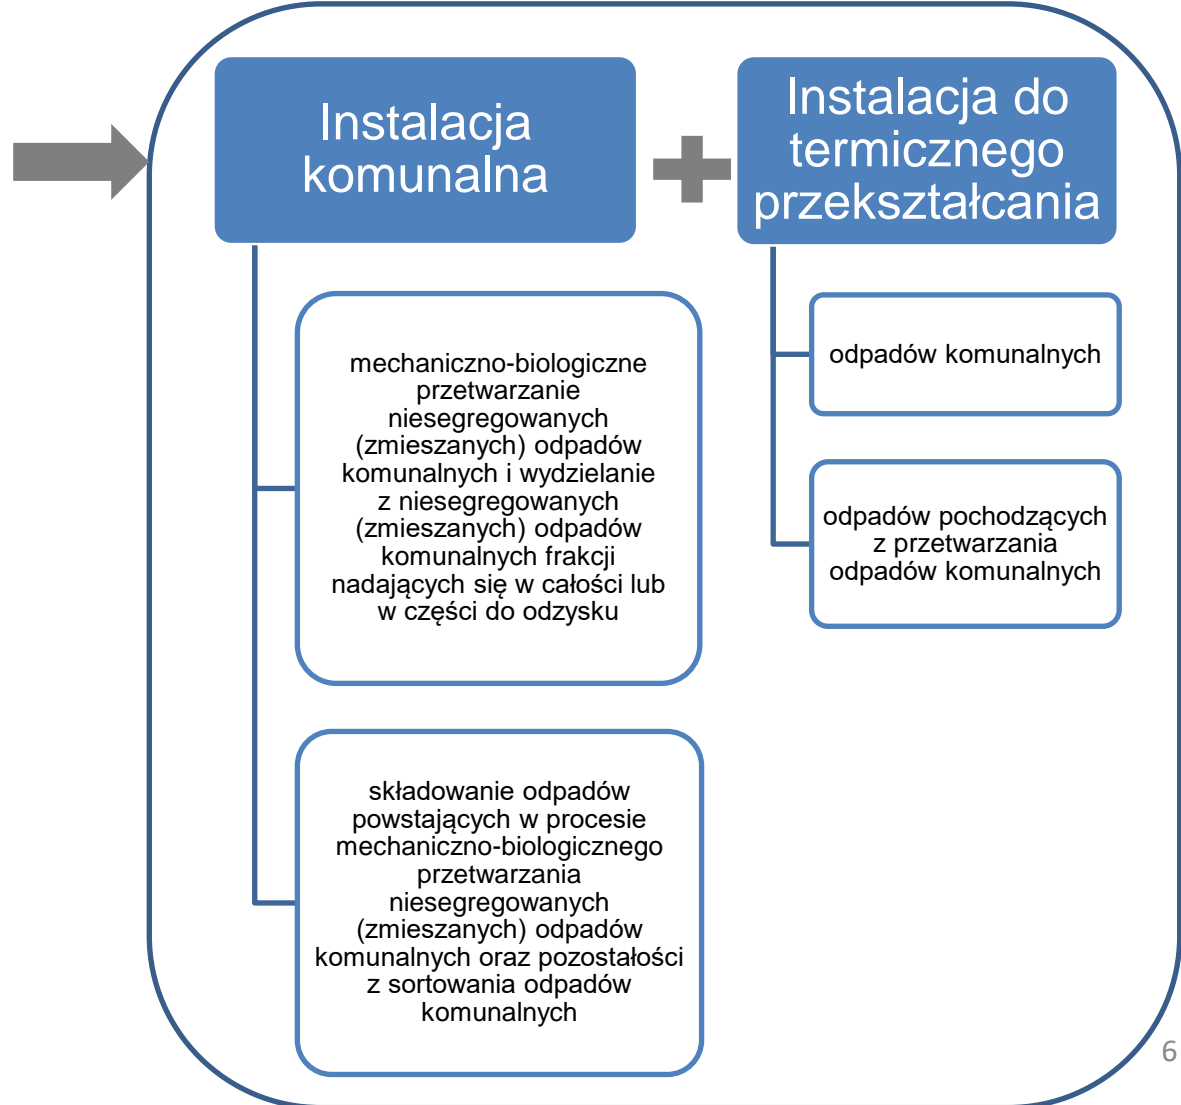 Instalacja
komunalna
Instalacja do
termicznego
przekształcania
mechaniczno-biologiczne
przetwarzanie
niesegregowanych
(zmieszanych) odpadów
komunalnych i wydzielanie
z niesegregowanych
(zmieszanych) odpadów
komunalnych frakcji
nadających się w całości lub
w części do odzysku
składowanie odpadów
powstających w procesie
mechaniczno-biologicznego
przetwarzania
niesegregowanych
(zmieszanych) odpadów
komunalnych oraz pozostałości
z sortowania odpadów
komunalnych
odpadów komunalnych
odpadów pochodzących
z przetwarzania
odpadów komunalnych
6